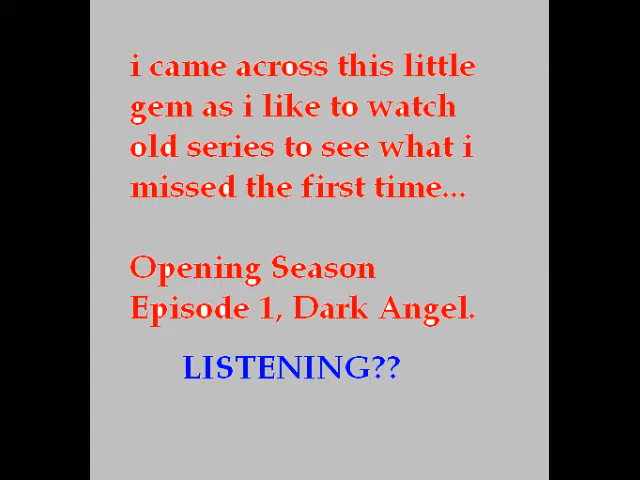 i came across this little
gem as i like to watch
old series to see what i
missed the first time...
Opening Season
Episode 1, Dark Angel.
LISTENING??